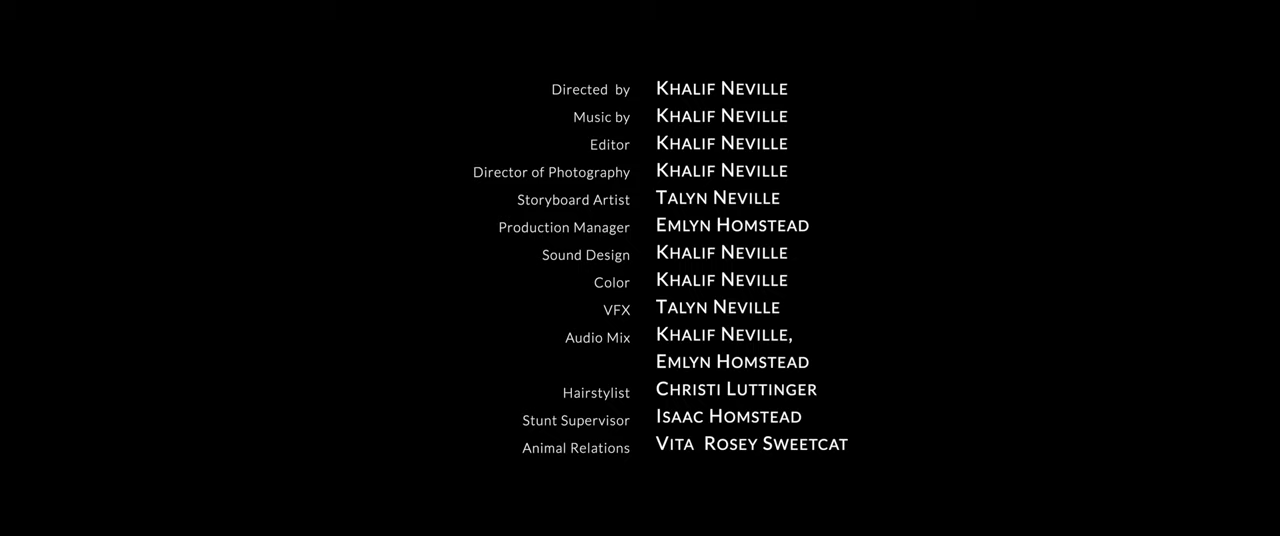 Directed by KHALIF NEVILLE
Music by KHALIF NEVILLE
Editor KHALIF NEVILLE
Director of Photography KHALIF NEVILLE
Storyboard Artist TALYN NEVILLE
Production Manager EMLYN HOMSTEAD
Sound Design KHALIF NEVILLE
Color KHALIF NEVILLE
VFX TALYN NEVILLE
Audio Mix KHALIF NEVILLE,
EMLYN HOMSTEAD
Hairstylist CHRISTI LUTTINGER
Stunt Supervisor ISAAC HOMSTEAD
Animal Relations VITA ROSEY SWEETCAT